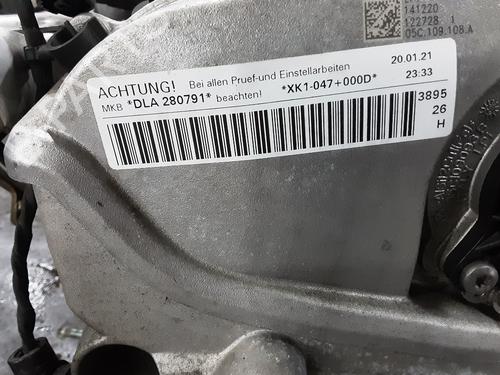 141220
122728 1
05C.109.108.A
ACHTUNG! Bei allen Pruef-und Einstellarbeiten 20.01.21
MKB *DLA 280791* beachten! *XK1-047+000D* 23:33
3895
26
H